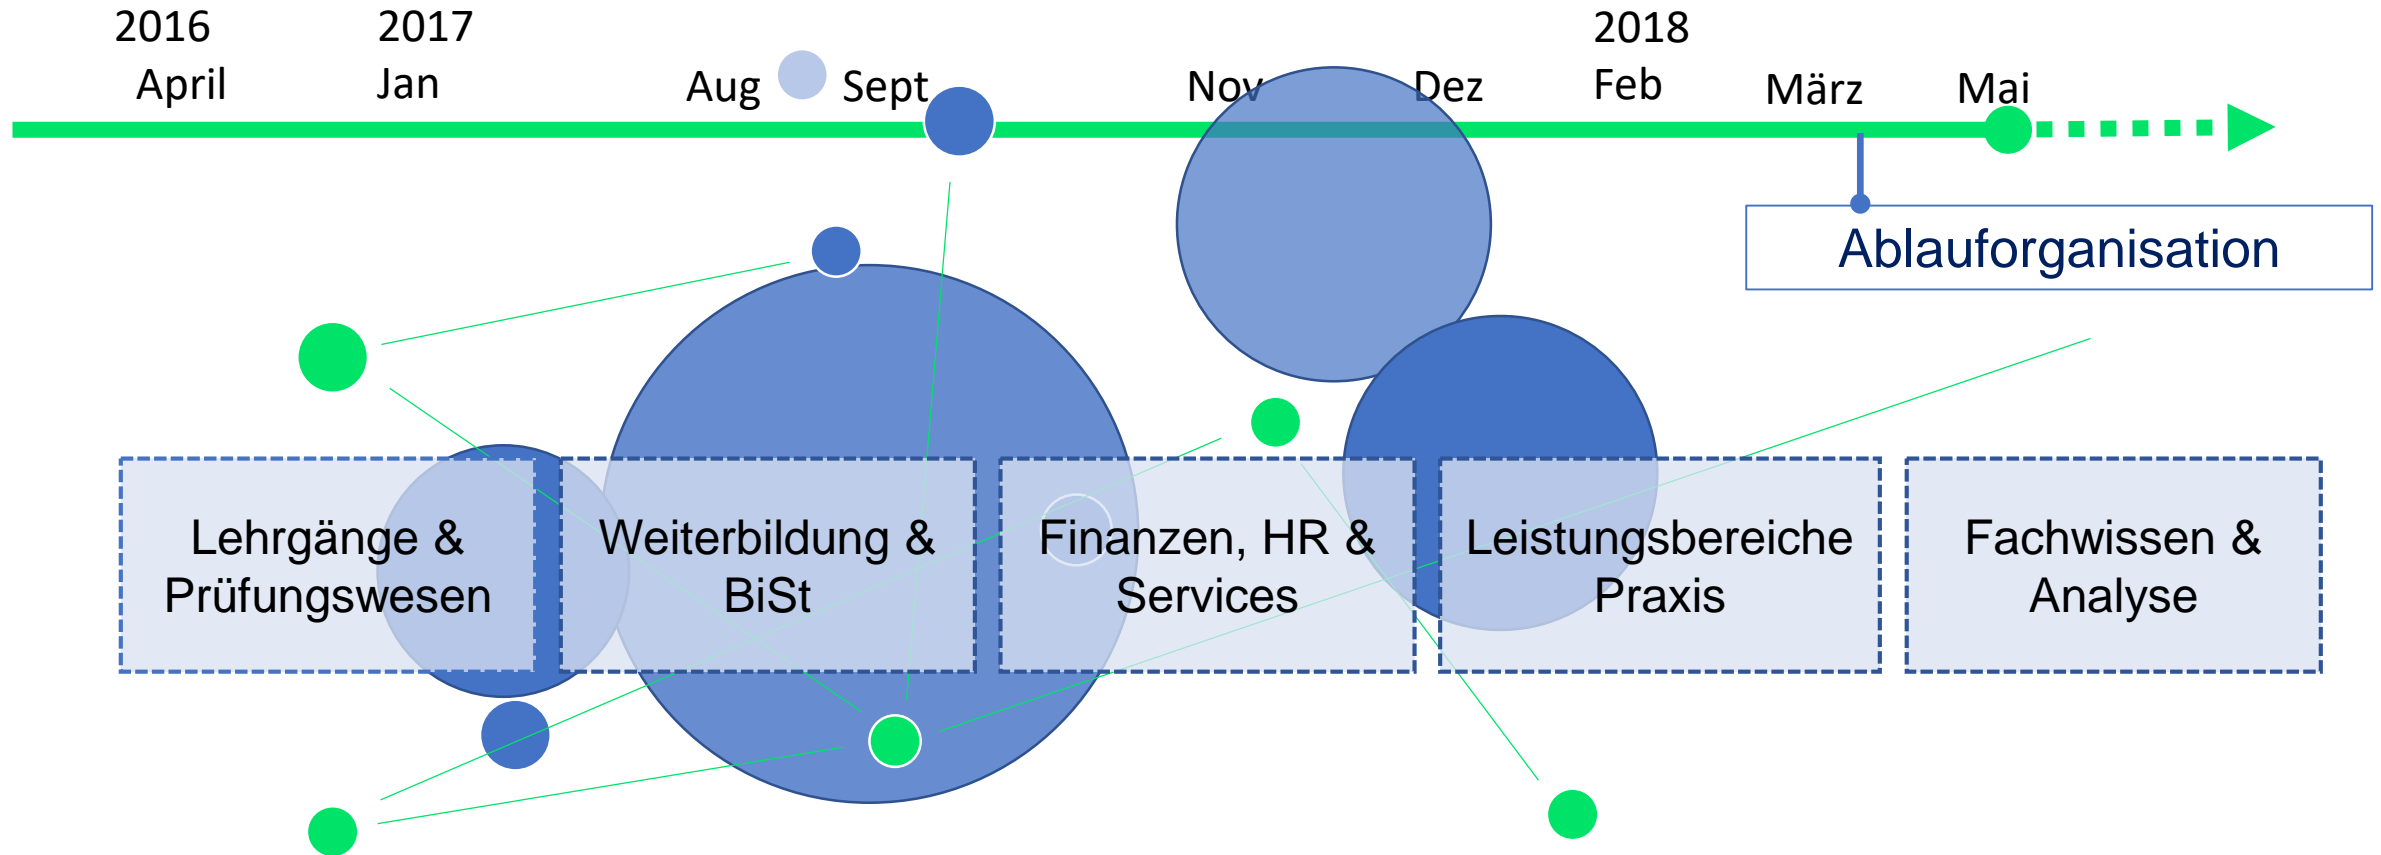 2016 2017 2018
April Jan Aug Sept Nov Dez Feb März Mai
Ablauforganisation
Lehrgänge &
Prüfungswesen
Weiterbildung &
BiSt
Finanzen, HR &
Services
Leistungsbereiche
Praxis
Fachwissen &
Analyse